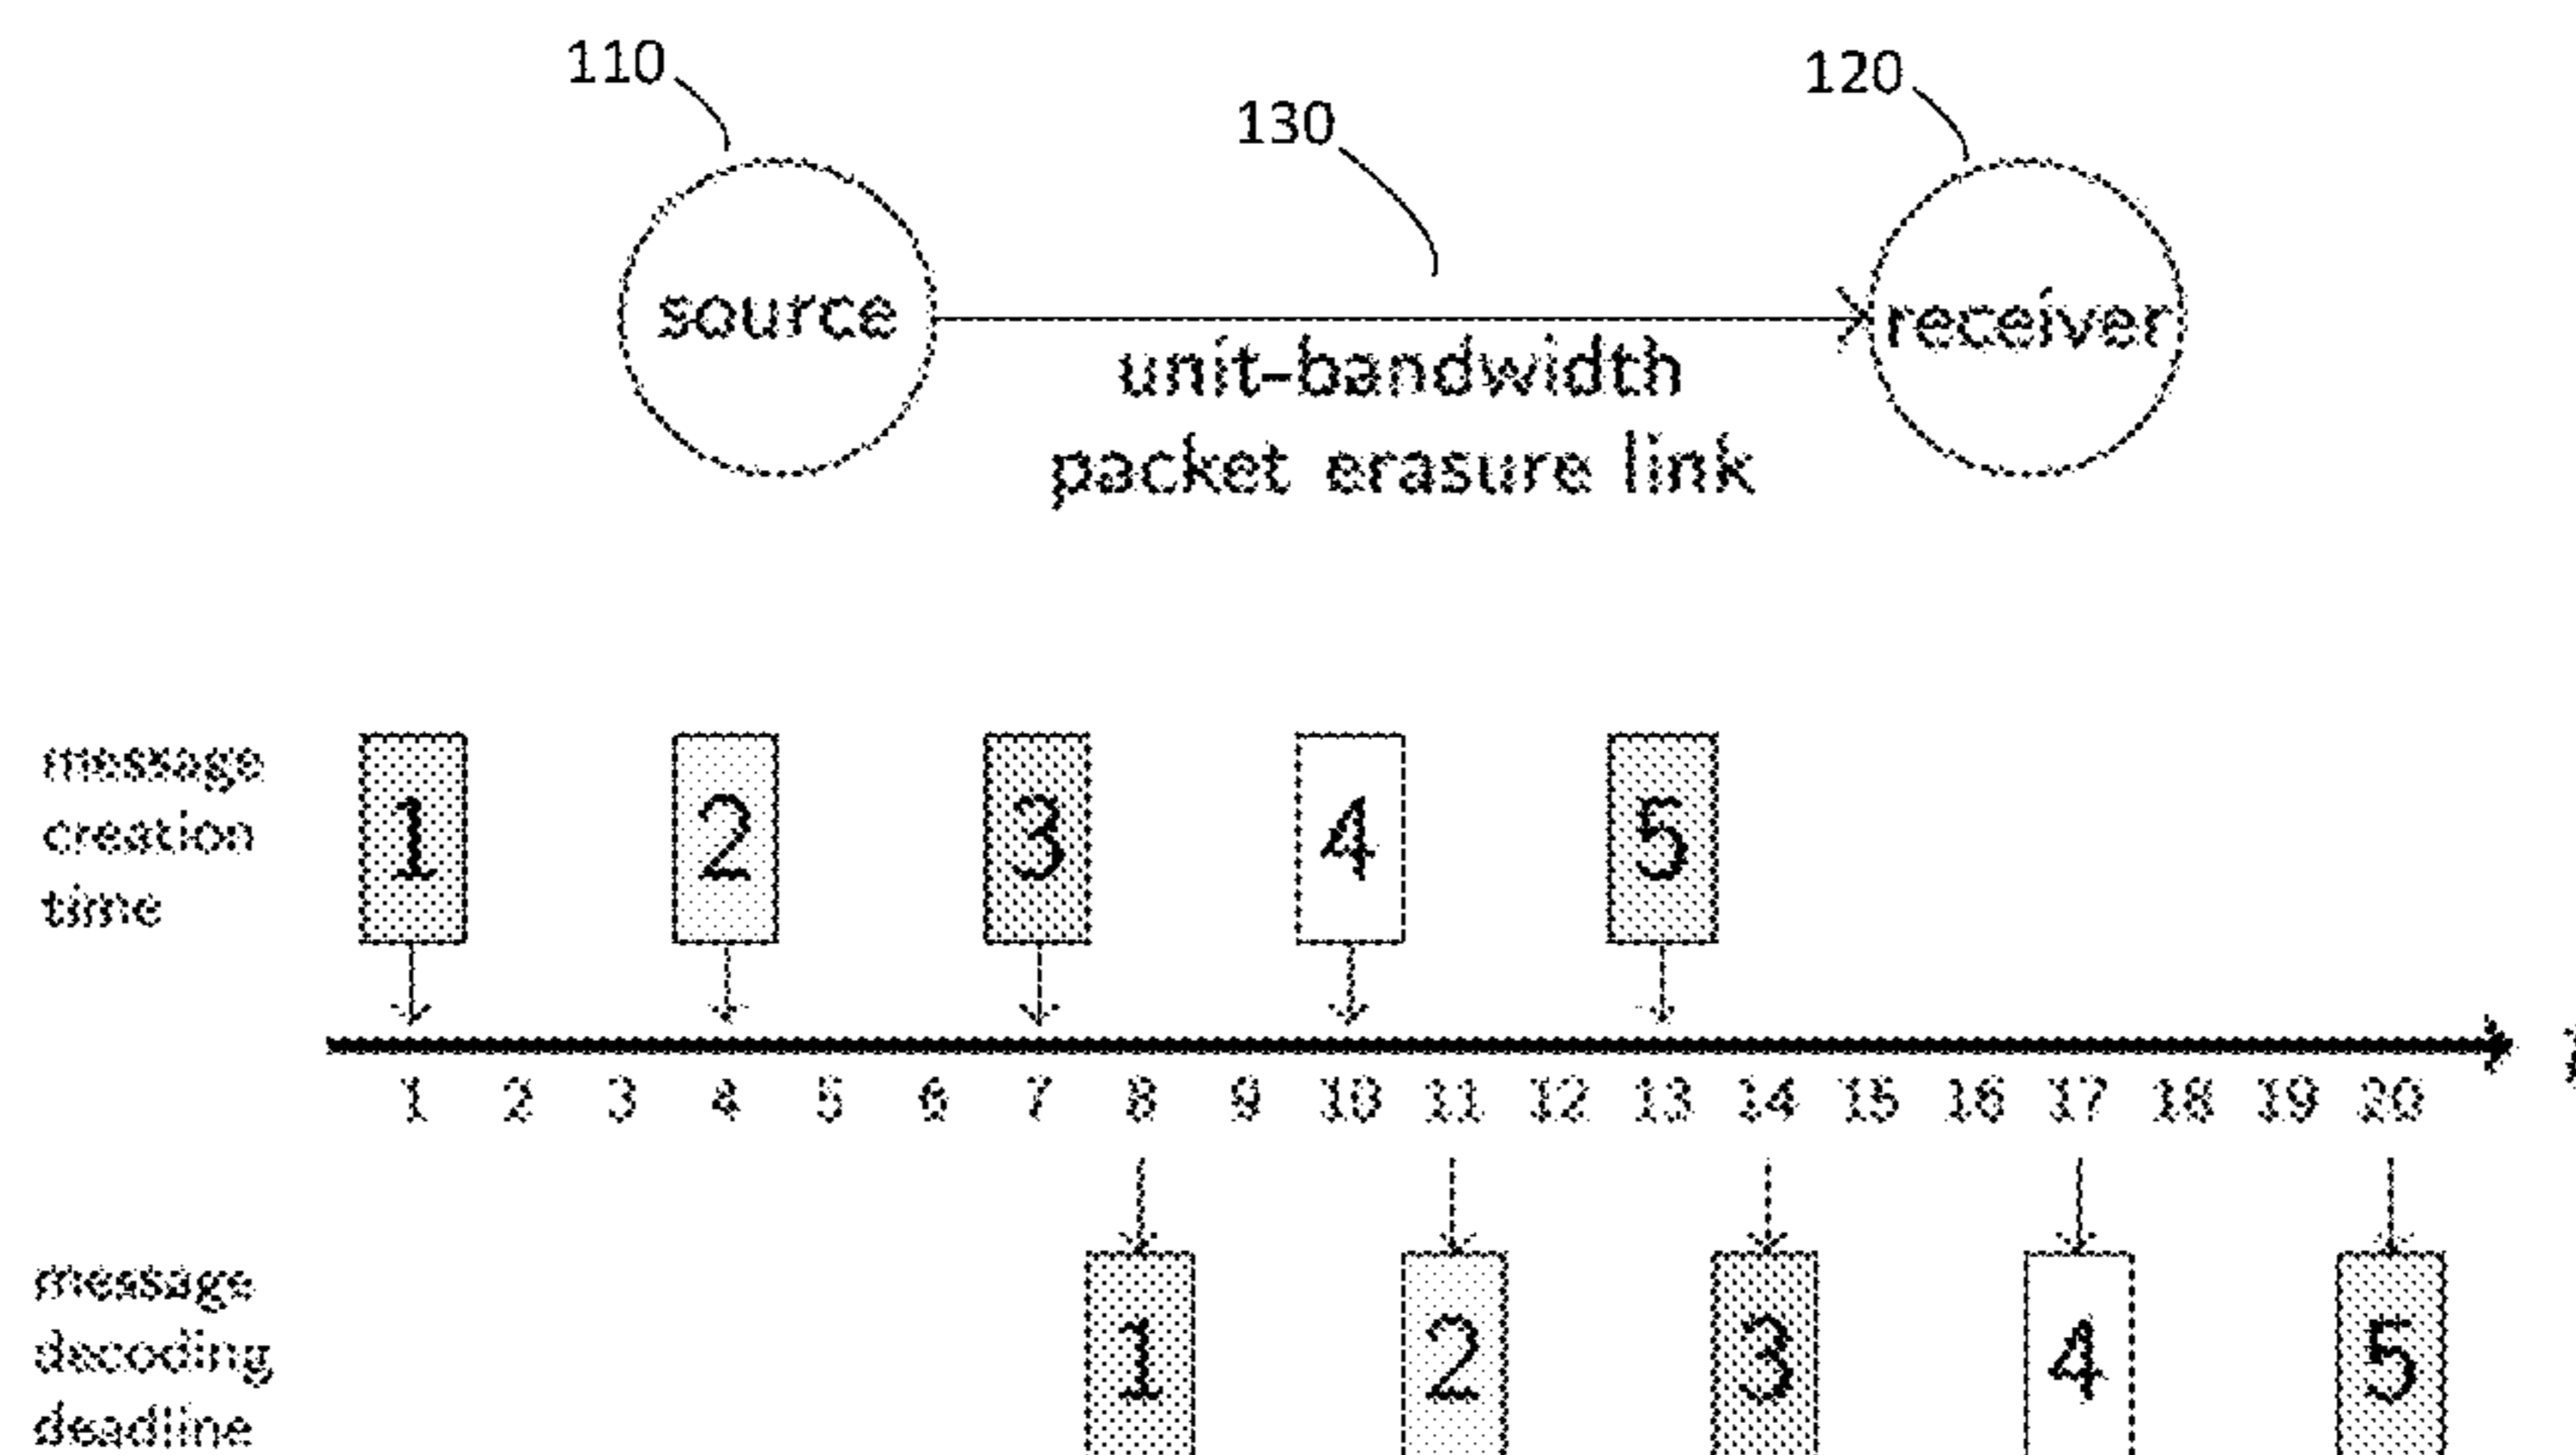 110
120
130
source
receiver
unit-bandwidth
packet erasure link
message
creation
time
1 2 3 4 5
1 2 3 4 5 6 7 8 9 10 11 12 13 14 15 16 17 18 19 20
message
decoding
deadline
1 2 3 4 5